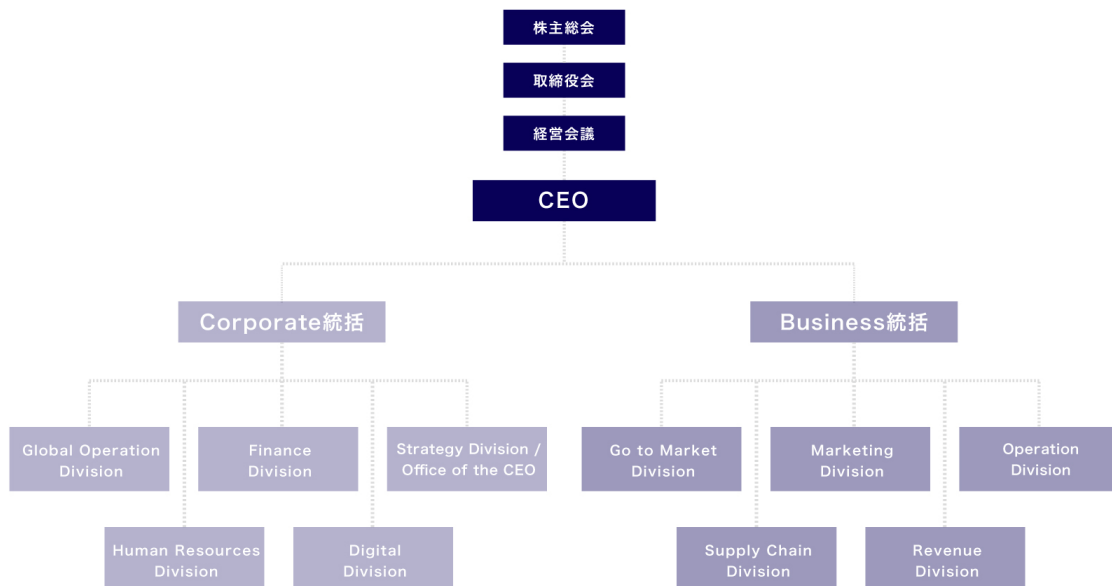 株主総会
取締役会
経営会議
CEO
Corporate統括
Business統括
Global Operation
Division
Finance
Division
Strategy Division /
Office of the CEO
Go to Market
Division
Marketing
Division
Operation
Division
Human Resources
Division
Digital
Division
Supply Chain
Division
Revenue
Division